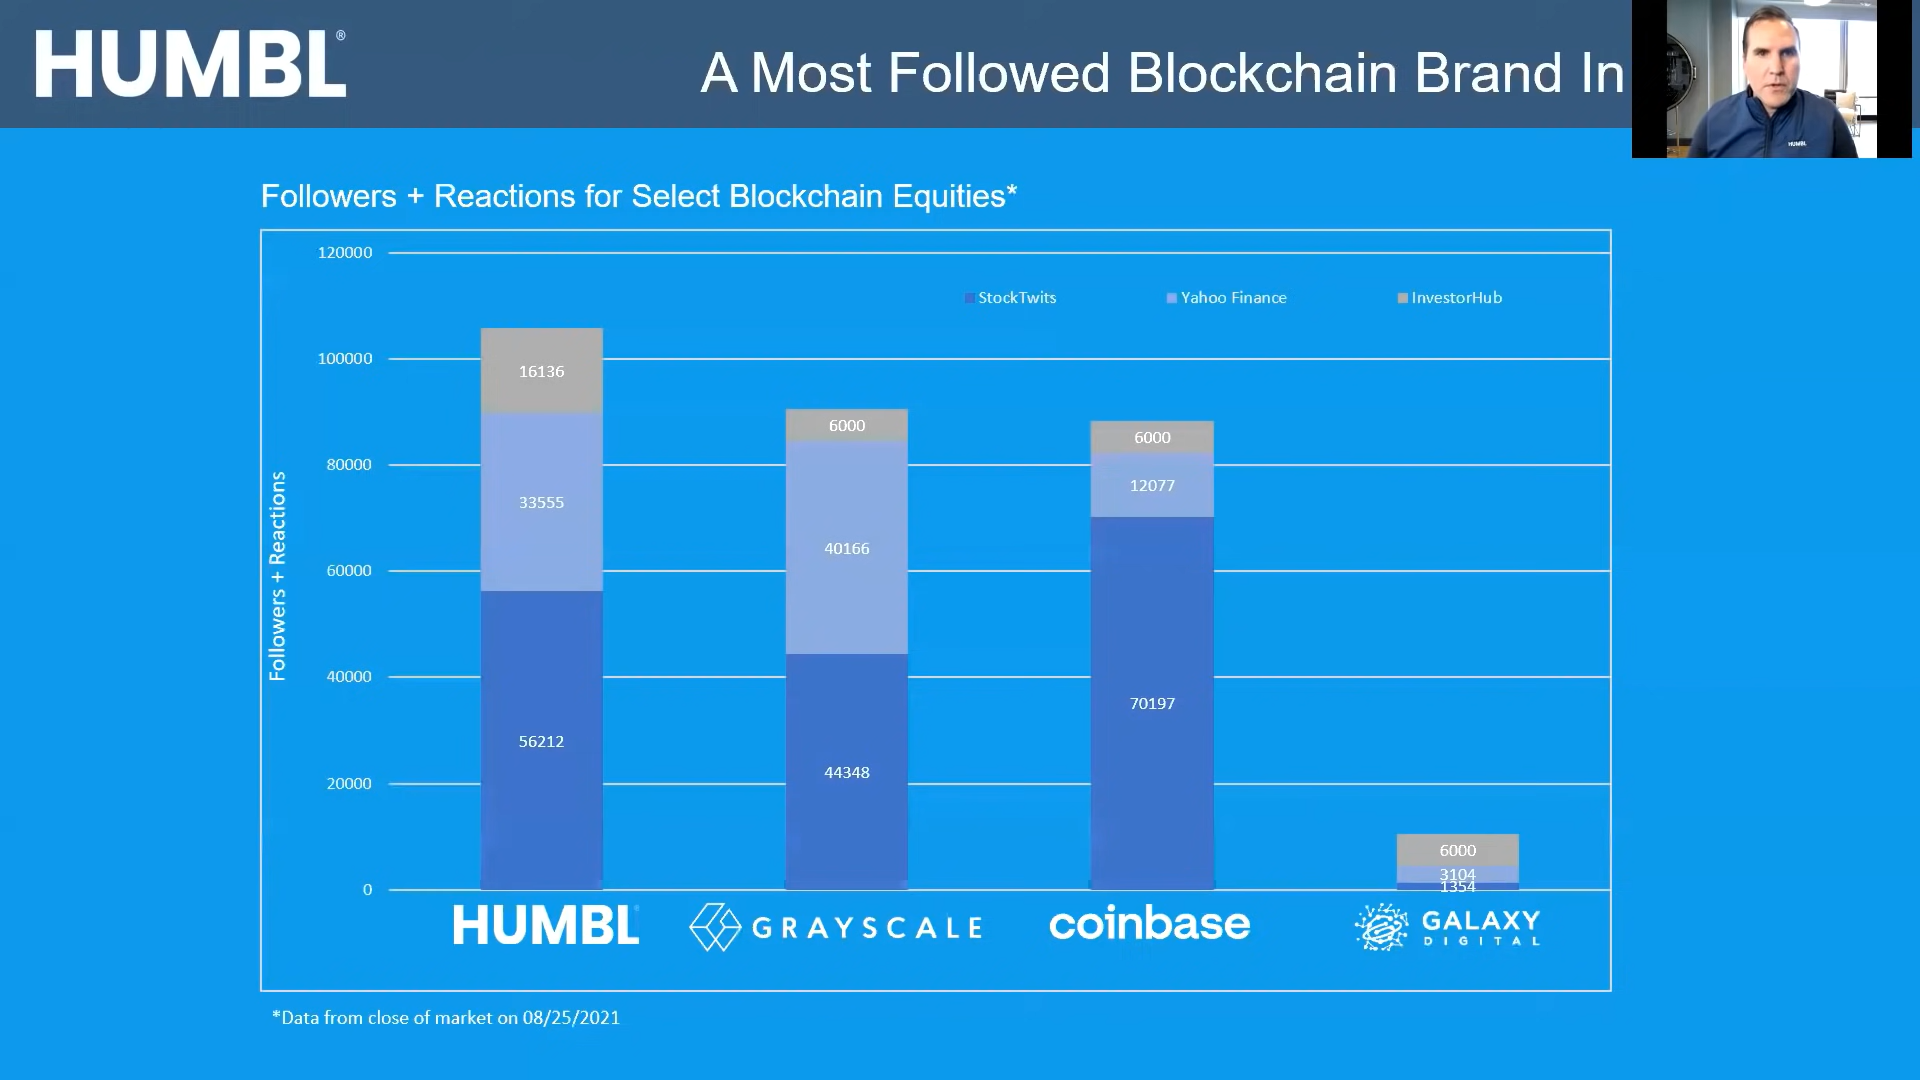 HUMBL®
A Most Followed Blockchain Brand In
HUMBL
Followers + Reactions for Select Blockchain Equities*
120000
StockTwits
Yahoo Finance
InvestorHub
100000
80000
60000
40000
20000
0
Followers + Reactions
16136
33555
56212
6000
40166
44348
6000
12077
70197
6000
3104
1354
HUMBL
GRAYSCALE
coinbase
GALAXY
DIGITAL
*Data from close of market on 08/25/2021